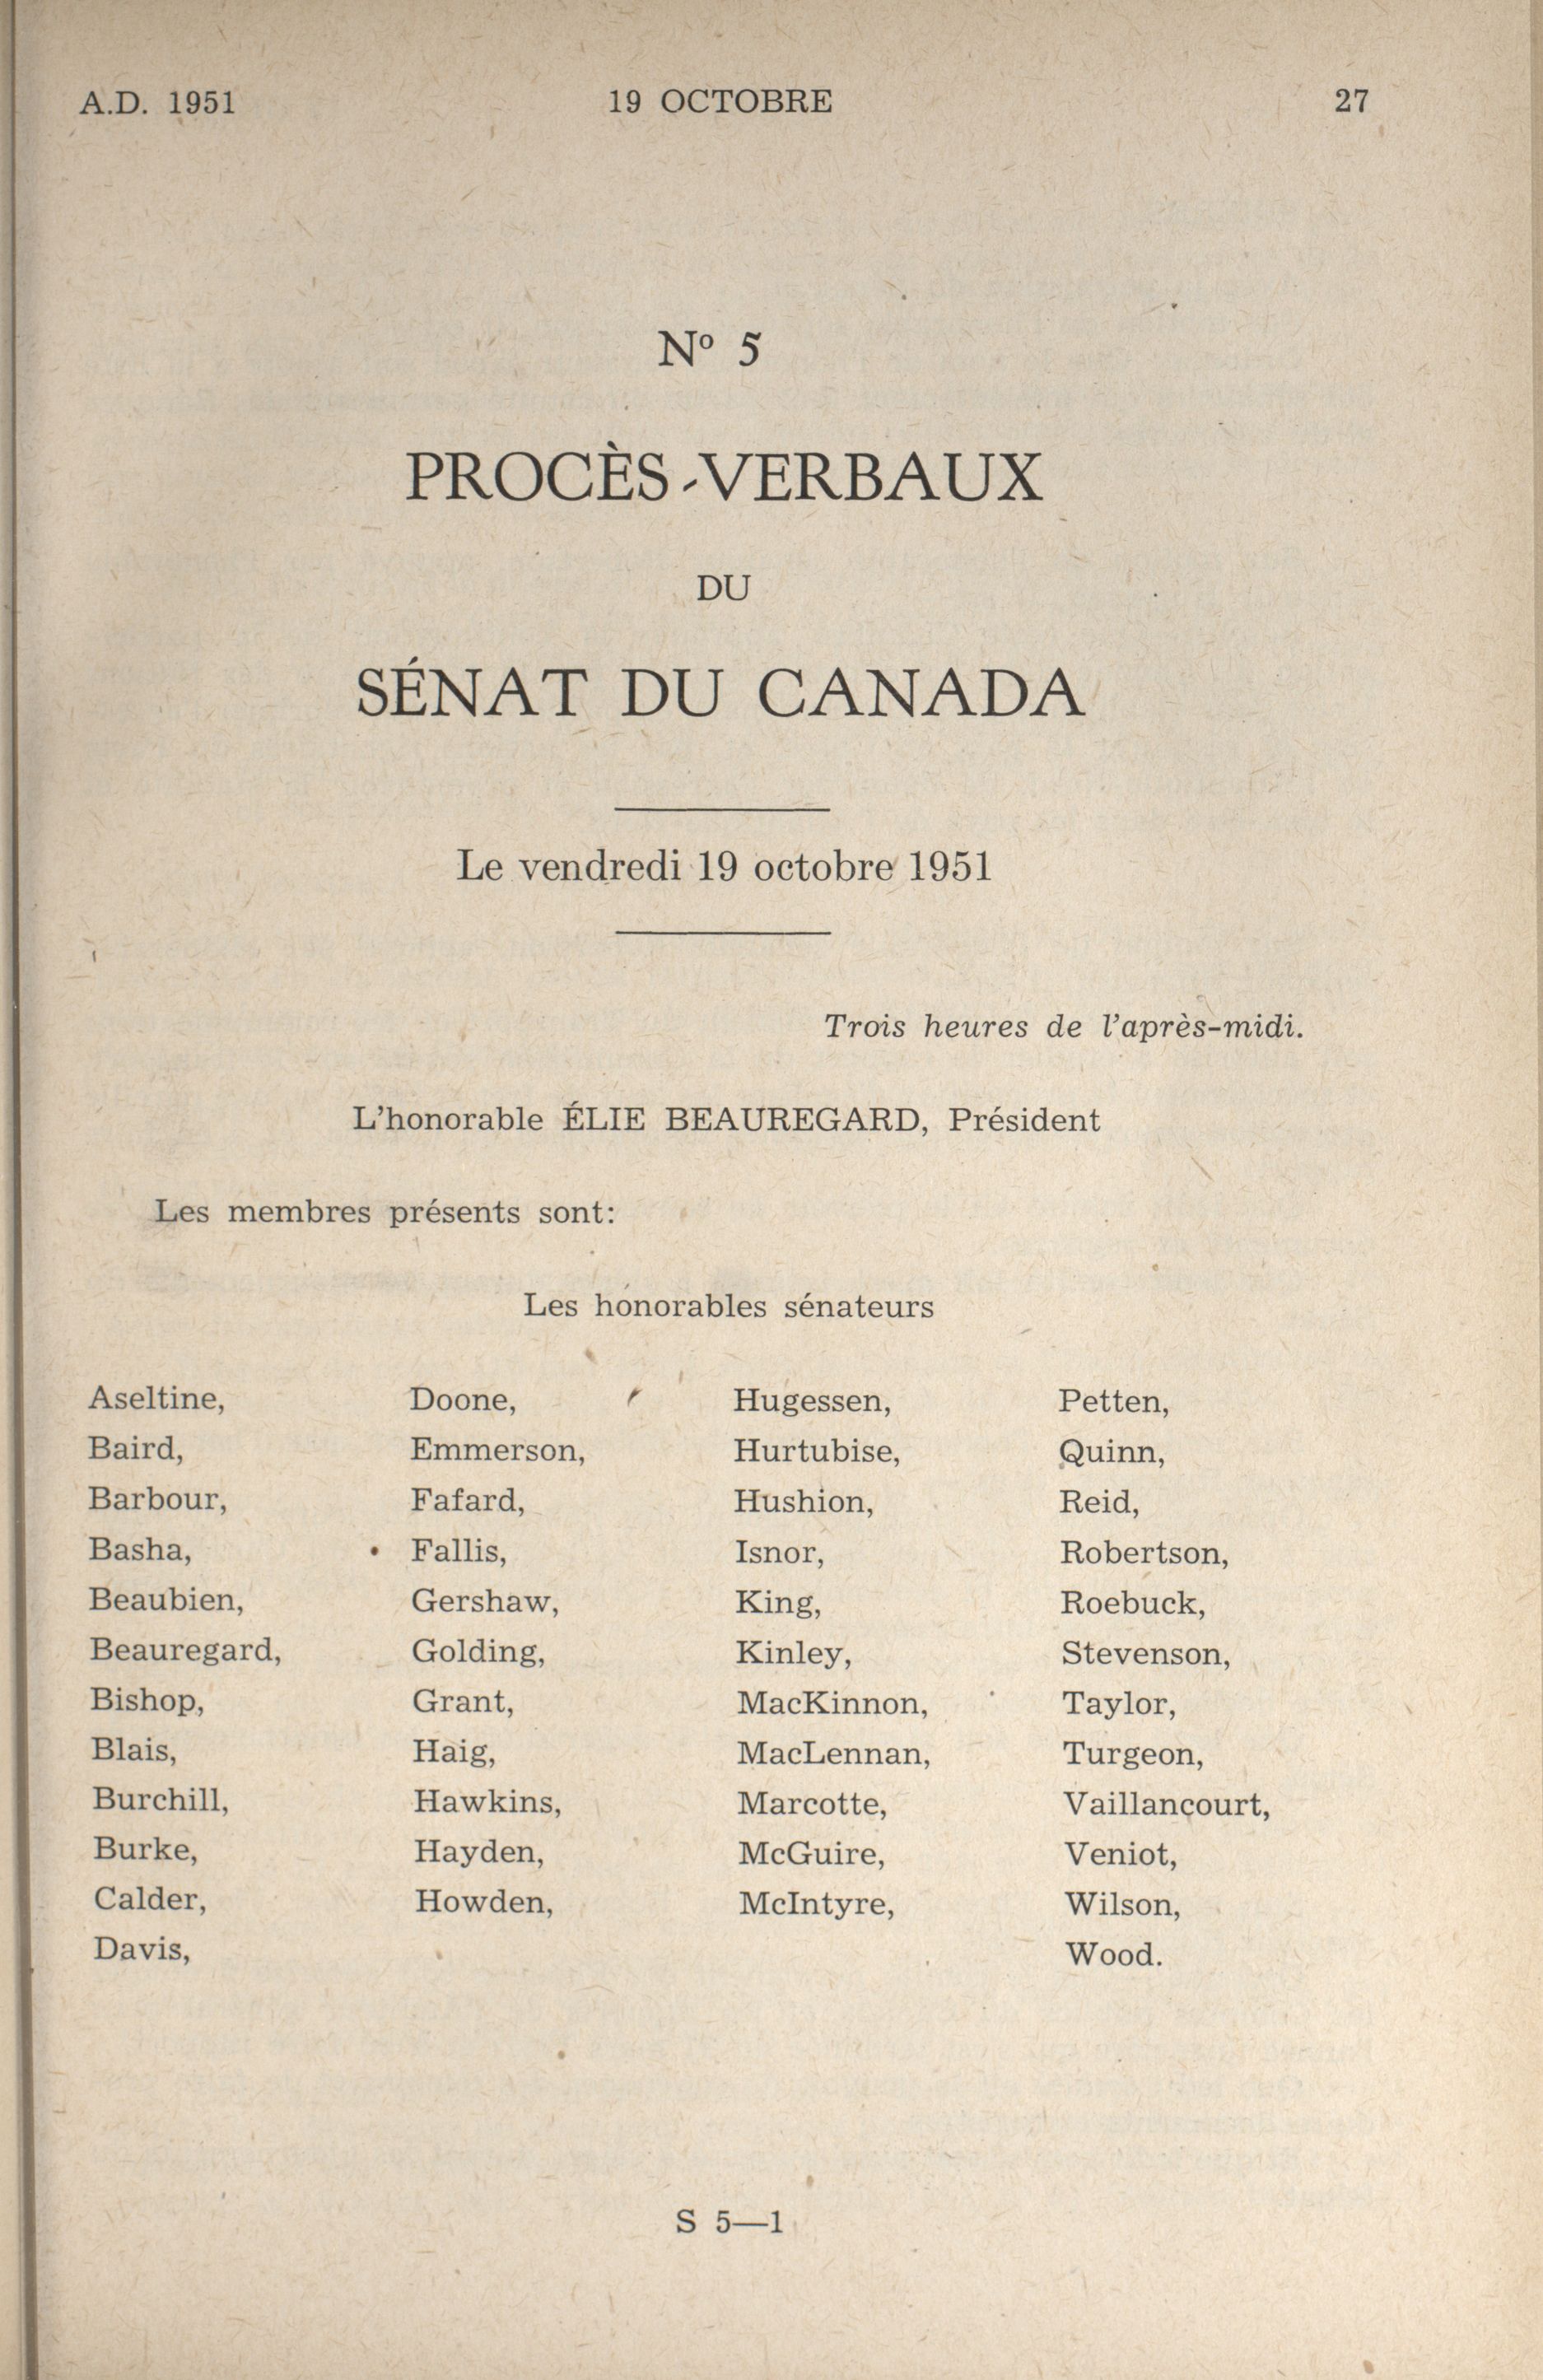 A.D. 1951 19 OCTOBRE 27
Nº 5
PROCÈS-VERBAUX
DU
SÉNAT DU CANADA
Le vendredi 19 octobre 1951
Trois heures de l'après-midi.
L'honorable ÉLIE BEAUREGARD, Président
Les membres présents sont:
Les honorables sénateurs
Aseltine,
Baird,
Barbour,
Basha,
Beaubien,
Beauregard,
Bishop,
Blais,
Burchill,
Burke,
Calder,
Davis,
Doone,
Emmerson,
Fafard,
Fallis,
Gershaw,
Golding,
Grant,
Haig,
Hawkins,
Hayden,
Howden,
Hugessen,
Hurtubise,
Hushion,
Isnor,
King,
Kinley,
MacKinnon,
MacLennan,
Marcotte,
McGuire,
McIntyre,
Petten,
Quinn,
Reid,
Robertson,
Roebuck,
Stevenson,
Taylor,
Turgeon,
Vaillancourt,
Veniot,
Wilson,
Wood.
S 5—1